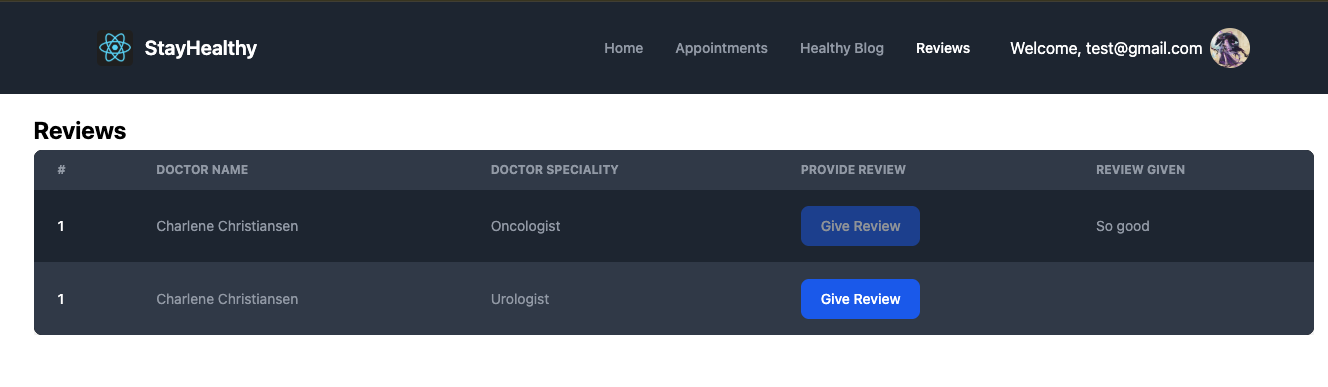 StayHealthy Home Appointments Healthy Blog Reviews Welcome, test@gmail.com
Reviews
# DOCTOR NAME DOCTOR SPECIALITY PROVIDE REVIEW REVIEW GIVEN
1 Charlene Christiansen Oncologist Give Review So good
1 Charlene Christiansen Urologist Give Review